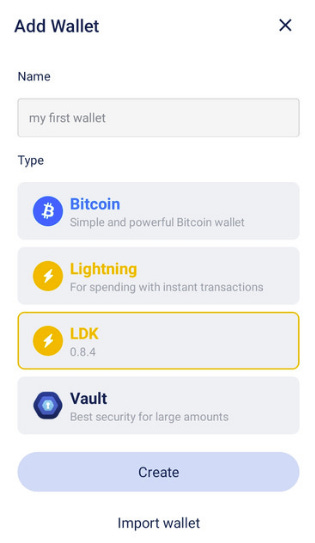 Add Wallet
Name
my first wallet
Type
Bitcoin
Simple and powerful Bitcoin wallet
Lightning
For spending with instant transactions
LDK
0.8.4
Vault
Best security for large amounts
Create
Import wallet